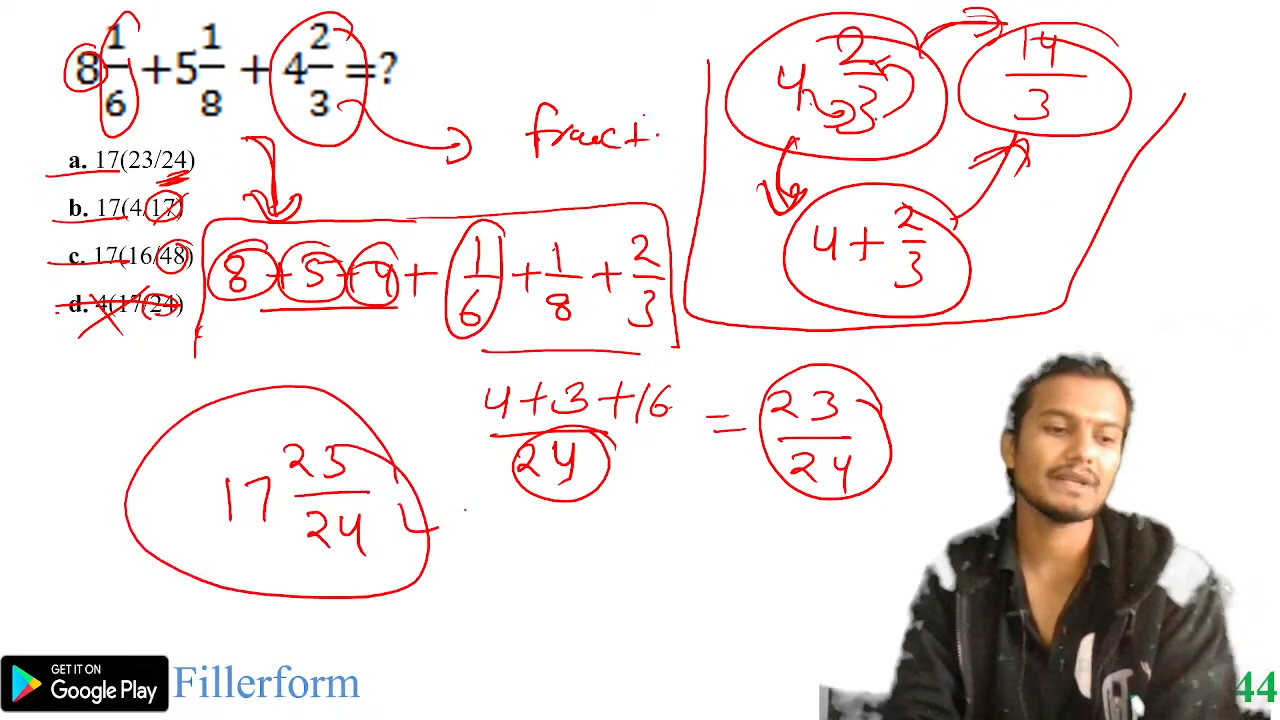 8 1/6 + 5 1/8 + 4 2/3 = ?
a. 17(23/24)
b. 17(4/17)
c. 17(16/48)
d. 4(17(24)
fract.
8 + 5 + 4 + 1/6 + 1/8 + 2/3
4 + 3 + 16 / 24 = 23/24
17 23/24
4 2/3
14/3
4 + 2/3
GET IT ON
Google Play
Fillerform
44